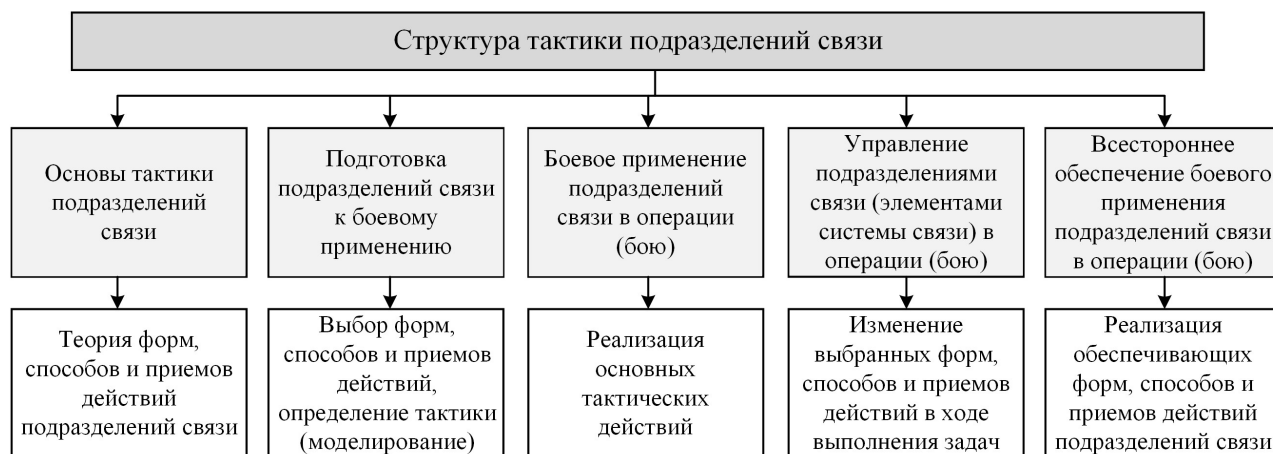 Структура тактики подразделений связи
Основы тактики
подразделений
связи
Подготовка
подразделений связи
к боевому
применению
Боевое применение
подразделений
связи в операции
(бою)
Управление
подразделениями
связи (элементами
системы связи) в
операции (бою)
Всестороннее
обеспечение боевого
применения
подразделений связи
в операции (бою)
Теория форм,
способов и приемов
действий
подразделений связи
Выбор форм,
способов и приемов
действий,
определение тактики
(моделирование)
Реализация
основных
тактических
действий
Изменение
выбранных форм,
способов и приемов
действий в ходе
выполнения задач
Реализация
обеспечивающих
форм, способов и
приемов действий
подразделений связи